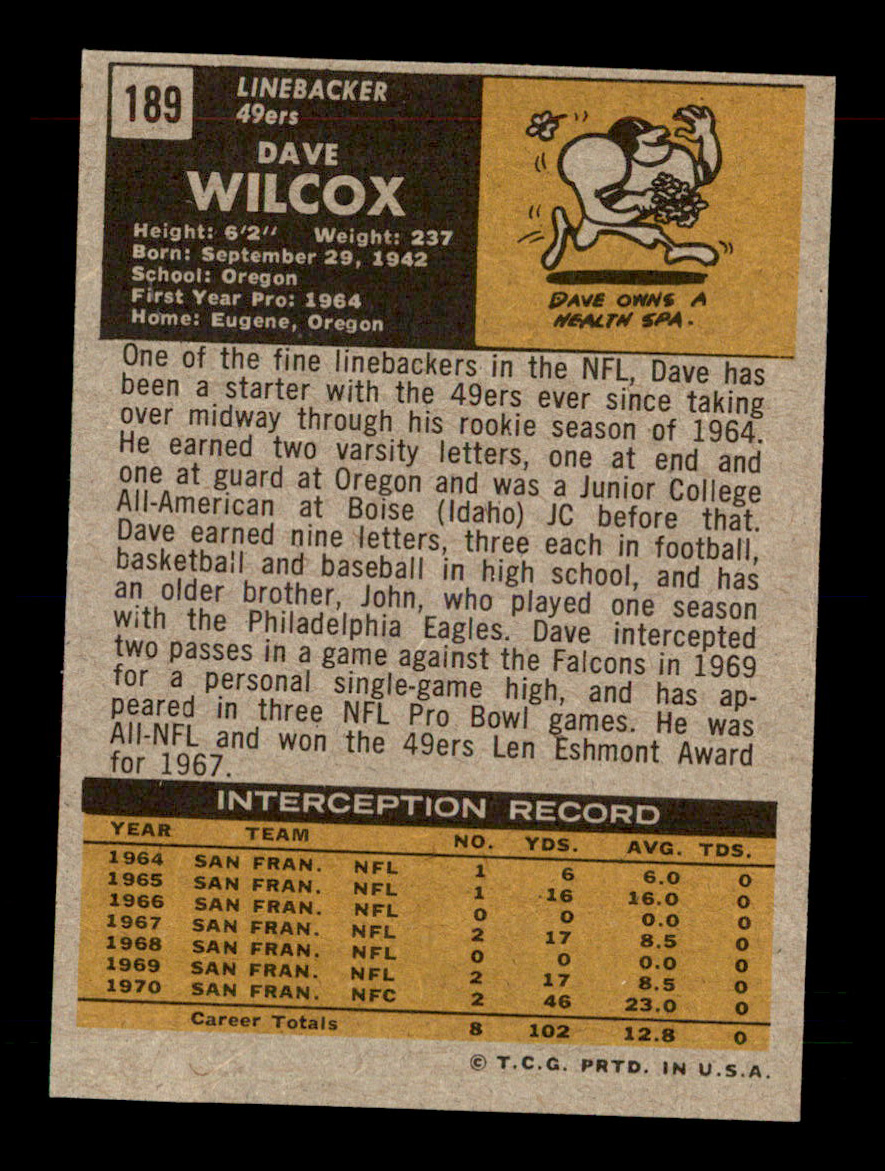 189
LINEBACKER
49ers
DAVE
WILCOX
Height: 6'2" Weight: 237
Born: September 29, 1942
School: Oregon
First Year Pro: 1964
Home: Eugene, Oregon
DAVE OWNS A
HEALTH SPA.
One of the fine linebackers in the NFL, Dave has
been a starter with the 49ers ever since taking
over midway through his rookie season of 1964.
He earned two varsity letters, one at end and
one at guard at Oregon and was a Junior College
All-American at Boise (Idaho) JC before that.
Dave earned nine letters, three each in football,
basketball and baseball in high school, and has
an older brother, John, who played one season
with the Philadelphia Eagles. Dave intercepted
two passes in a game against the Falcons in 1969
for a personal single-game high, and has ap-
peared in three NFL Pro Bowl games. He was
All-NFL and won the 49ers Len Eshmont Award
for 1967.
INTERCEPTION RECORD
YEAR TEAM NO. YDS. AVG. TDS.
1964 SAN FRAN. NFL 1 6 6.0 0
1965 SAN FRAN. NFL 1 16 16.0 0
1966 SAN FRAN. NFL 0 0 0.0 0
1967 SAN FRAN. NFL 2 17 8.5 0
1968 SAN FRAN. NFL 0 0 0.0 0
1969 SAN FRAN. NFL 2 17 8.5 0
1970 SAN FRAN. NFC 2 46 23.0 0
Career Totals 8 102 12.8 0
© T.C.G. PRTD. IN U.S.A.